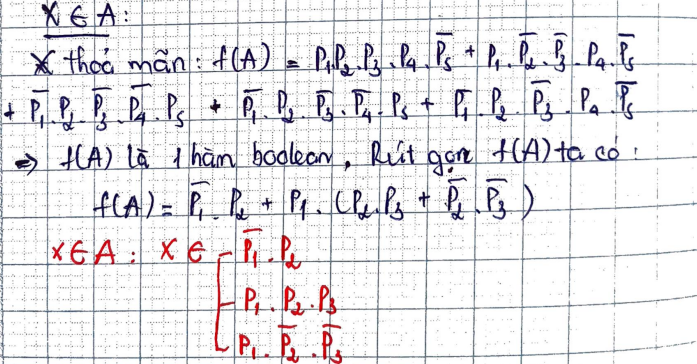 X ∈ A:
X thoả mãn: f(A) = P₁.P₂.P₃.P₄.P̅₅ + P₁.P̅₂.P̅₃.P₄.P̅₅
+ P̅₁.P₂.P̅₃.P̅₄.P₅ + P̅₁.P₂.P̅₃.P̅₄.P₅ + P̅₁.P₂.P̅₃.P₄.P̅₅
⇒ f(A) là 1 hàm boolean, Rút gọn f(A) ta có:
f(A) = P̅₁.P₂ + P₁.(P₂.P₃ + P̅₂.P̅₃)
X ∈ A: X ∈ [ P̅₁.P₂
P₁.P₂.P₃
P₁.P̅₂.P̅₃